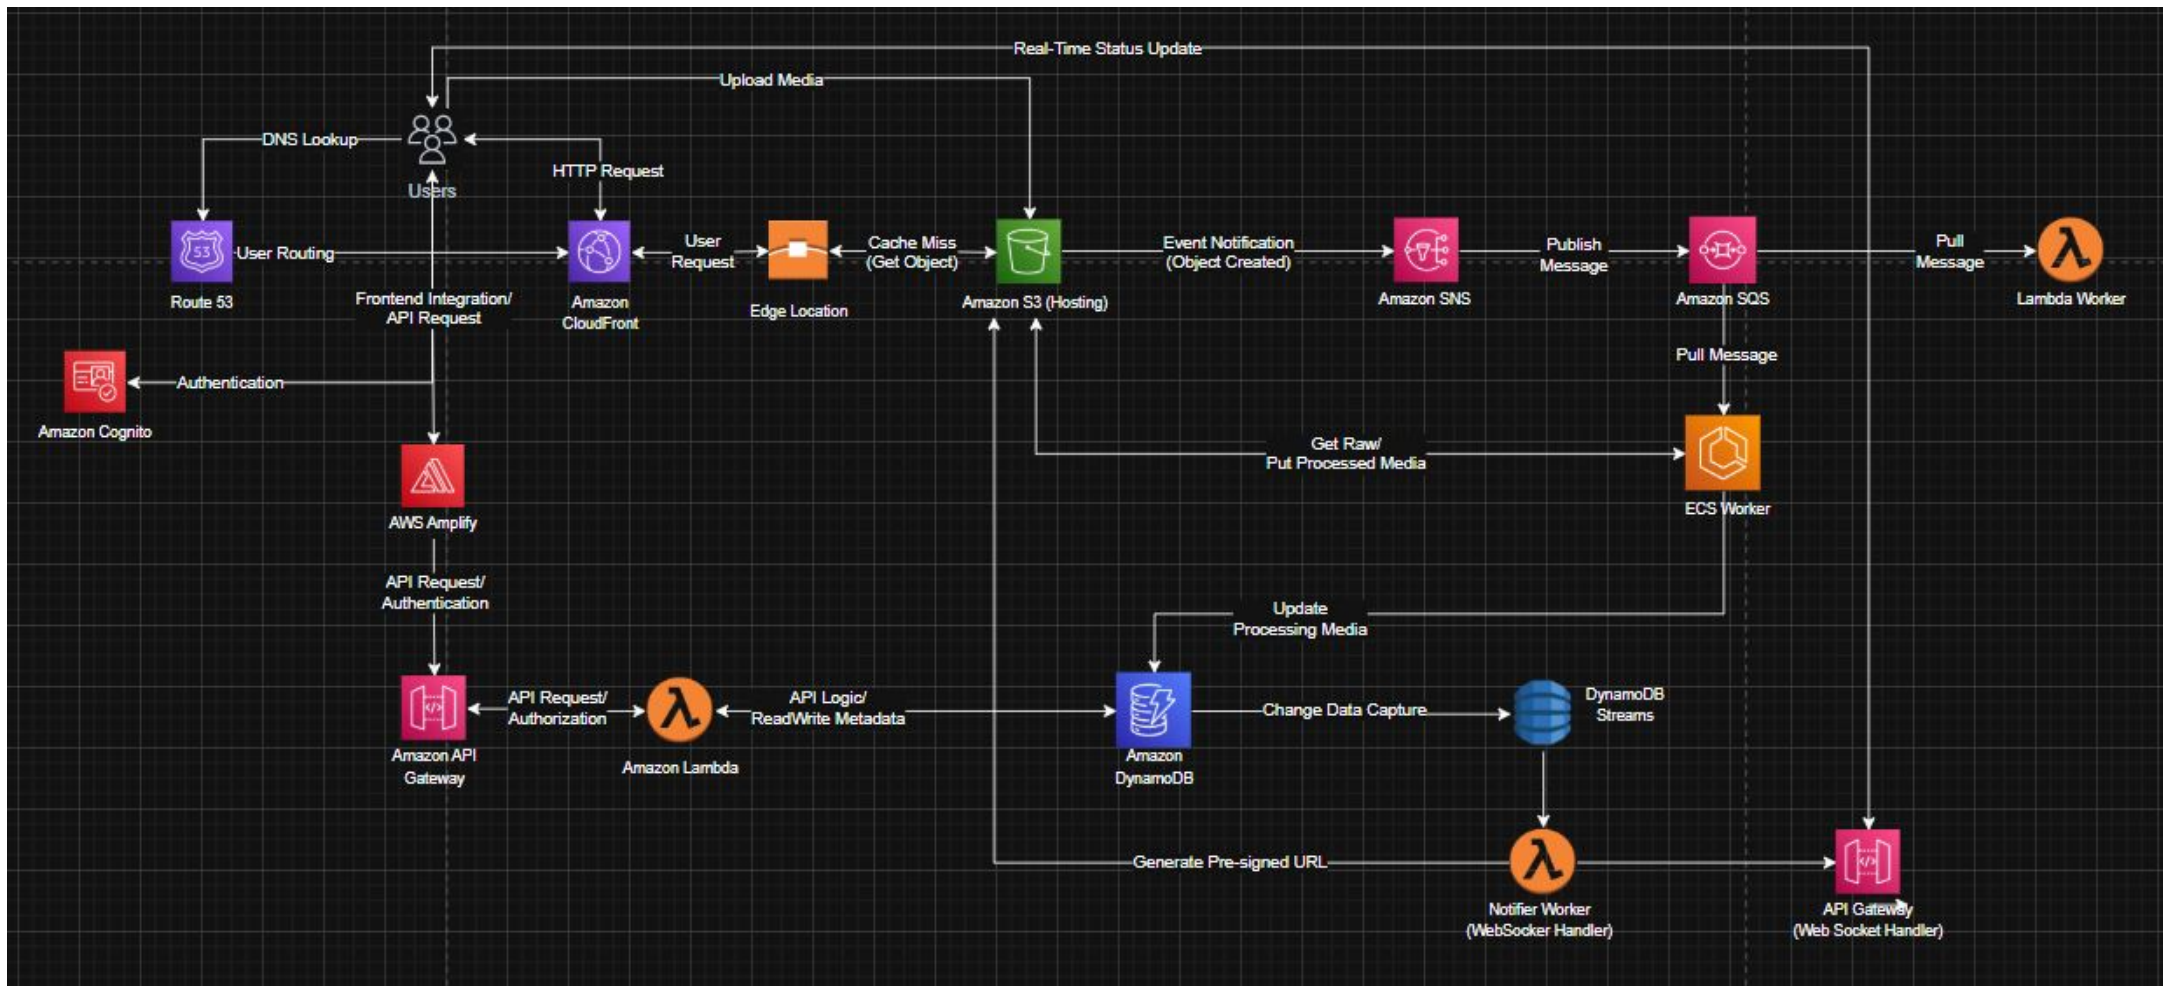 Real-Time Status Update
Upload Media
DNS Lookup
HTTP Request
Users
User Routing
User
Request
Cache Miss
(Get Object)
Event Notification
(Object Created)
Publish
Message
Pull
Message
53
Route 53
Amazon
CloudFront
Edge Location
Amazon S3 (Hosting)
Amazon SNS
Amazon SQS
Lambda Worker
Frontend Integration/
API Request
Pull Message
Authentication
Amazon Cognito
Get Raw/
Put Processed Media
AWS Amplify
ECS Worker
API Request/
Authentication
Update
Processing Media
API Request/
Authorization
API Logic/
ReadWrite Metadata
Change Data Capture
DynamoDB
Streams
Amazon API
Gateway
Amazon Lambda
Amazon
DynamoDB
Generate Pre-signed URL
Notifier Worker
(WebSocker Handler)
API Gateway
(Web Socket Handler)